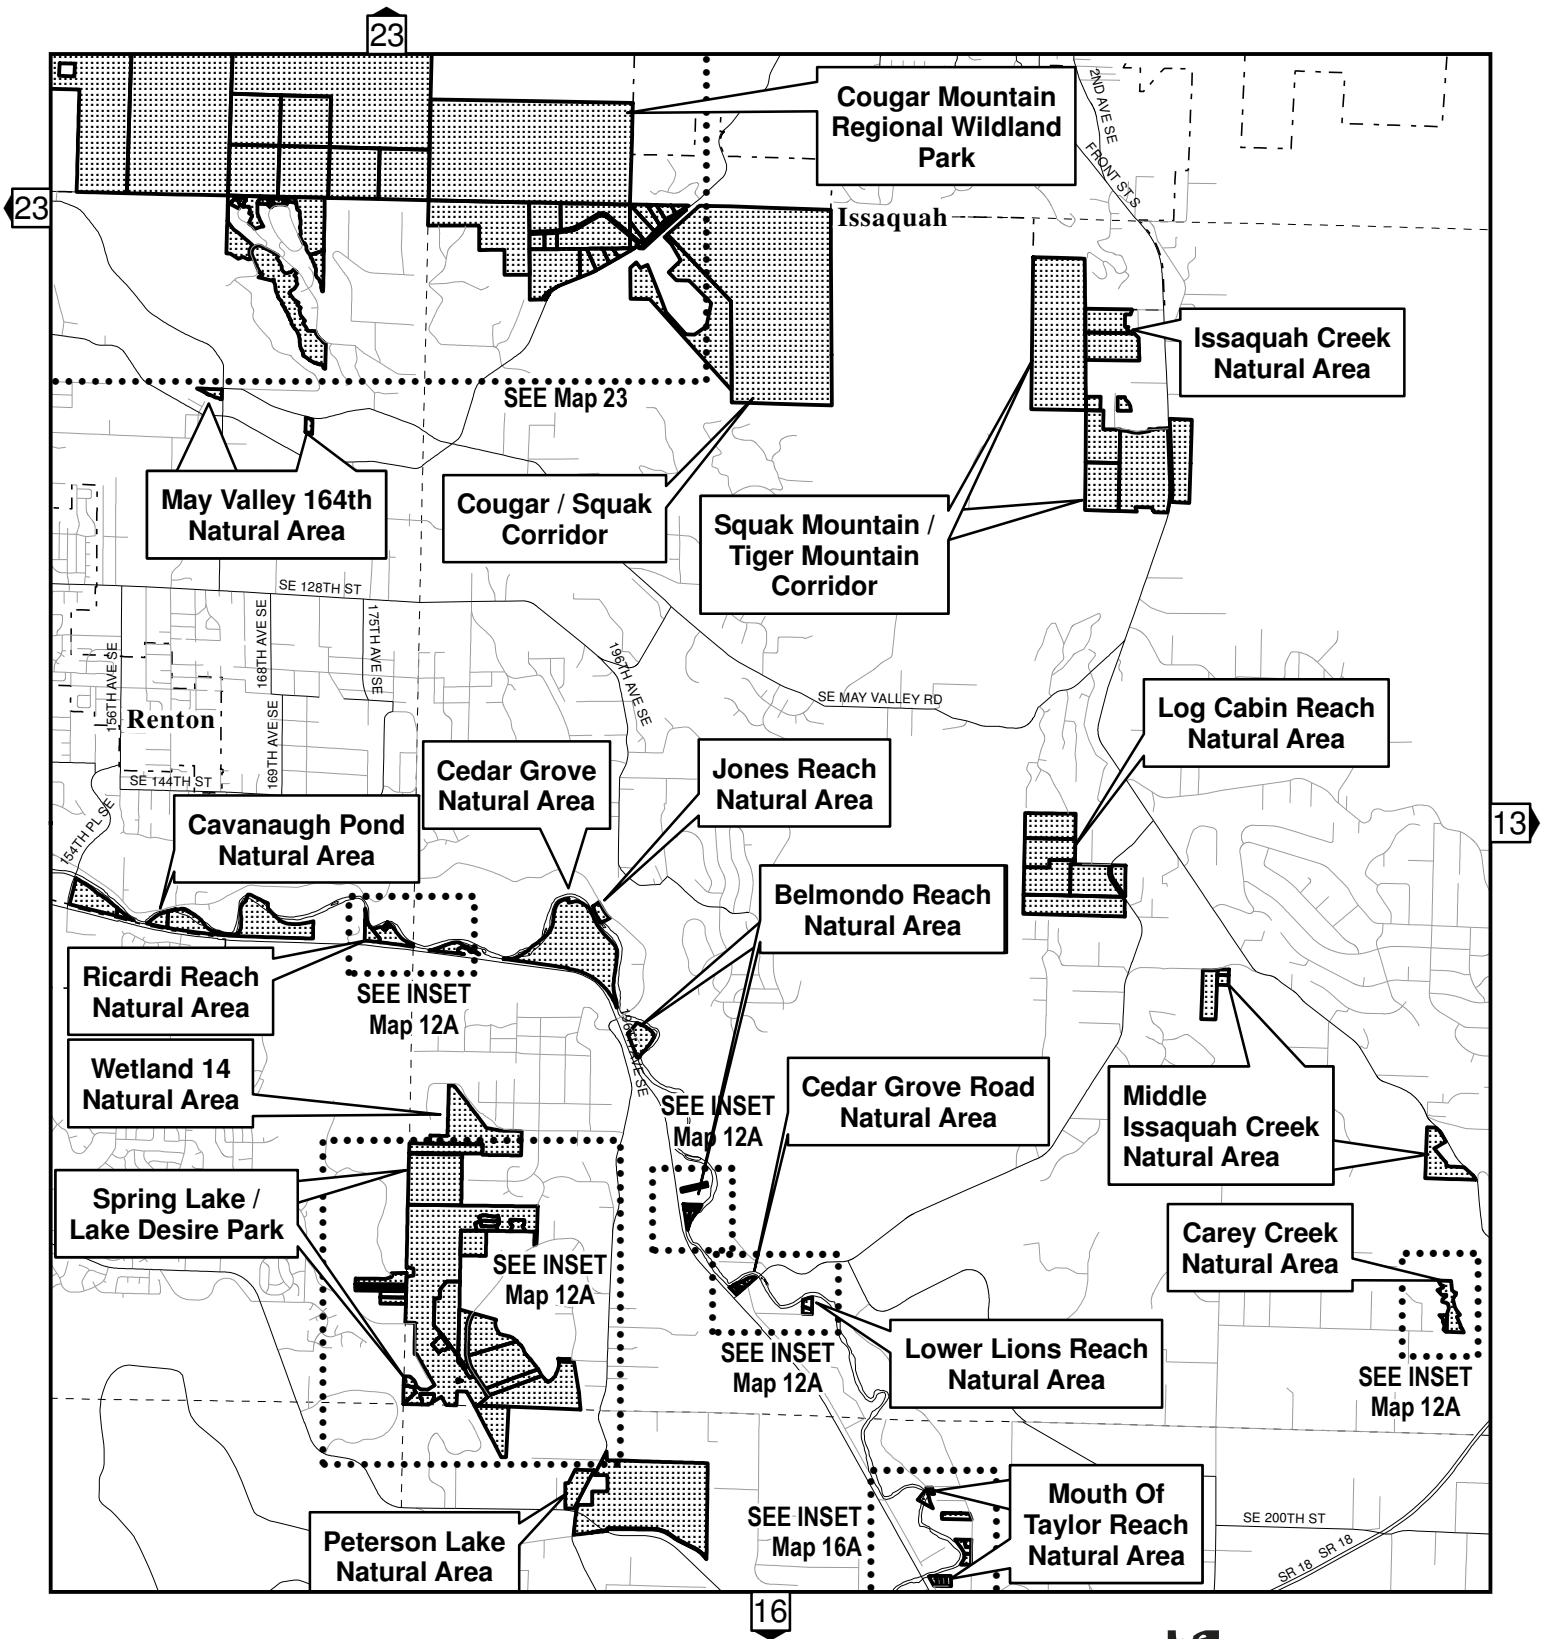 23
Cougar Mountain
Regional Wildland
Park
2ND AVE SE
FRONT ST S
23
Issaquah
Issaquah Creek
Natural Area
SEE Map 23
May Valley 164th
Natural Area
Cougar / Squak
Corridor
Squak Mountain /
Tiger Mountain
Corridor
SE 128TH ST
168TH AVE SE
175TH AVE SE
156TH AVE SE
196TH AVE SE
SE MAY VALLEY RD
Renton
169TH AVE SE
SE 144TH ST
154TH PL SE
Log Cabin Reach
Natural Area
Cedar Grove
Natural Area
Jones Reach
Natural Area
Cavanaugh Pond
Natural Area
13
Belmondo Reach
Natural Area
Ricardi Reach
Natural Area
SEE INSET
Map 12A
196TH AVE SE
Wetland 14
Natural Area
SEE INSET
Map 12A
Cedar Grove Road
Natural Area
Middle
Issaquah Creek
Natural Area
Spring Lake /
Lake Desire Park
SEE INSET
Map 12A
Carey Creek
Natural Area
SEE INSET
Map 12A
Lower Lions Reach
Natural Area
SEE INSET
Map 12A
Peterson Lake
Natural Area
SEE INSET
Map 16A
Mouth Of
Taylor Reach
Natural Area
SE 200TH ST
SR 18
SR 18
16